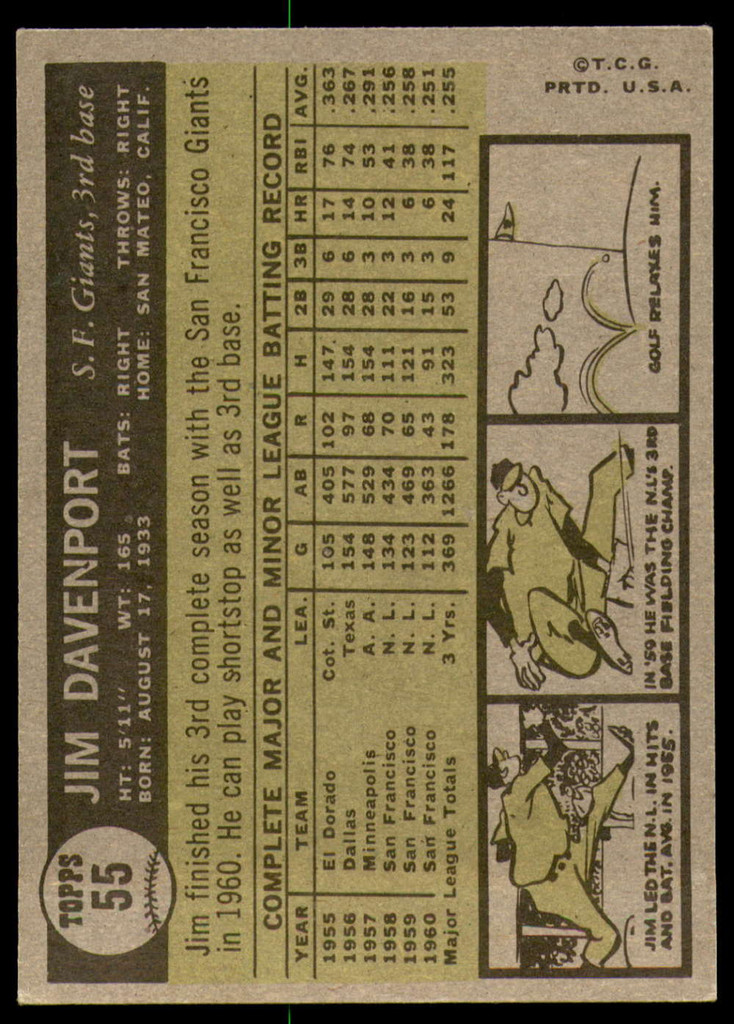 TOPPS
55
JIM DAVENPORT S. F. Giants, 3rd base
HT: 5'11" WT: 165 BATS: RIGHT THROWS: RIGHT
BORN: AUGUST 17, 1933 HOME: SAN MATEO, CALIF.
Jim finished his 3rd complete season with the San Francisco Giants
in 1960. He can play shortstop as well as 3rd base.
COMPLETE MAJOR AND MINOR LEAGUE BATTING RECORD
YEAR TEAM LEA. G AB R H 2B 3B HR RBI AVG.
1955 El Dorado Cot. St. 105 405 102 147 29 6 17 76 .363
1956 Dallas Texas 154 577 97 154 28 6 14 74 .267
1957 Minneapolis A. A. 148 529 68 154 28 3 10 53 .291
1958 San Francisco N. L. 134 434 70 111 22 3 12 41 .256
1959 San Francisco N. L. 123 469 65 121 16 3 6 38 .258
1960 San Francisco N. L. 112 363 43 91 15 3 6 38 .251
Major League Totals 3 Yrs. 369 1266 178 323 53 9 24 117 .255
JIM LED THE N.L. IN HITS
AND BAT. AVG. IN 1955.
IN '59 HE WAS THE N.L'S 3RD
BASE FIELDING CHAMP.
GOLF RELAXES HIM.
©T.C.G.
PRTD. U.S.A.